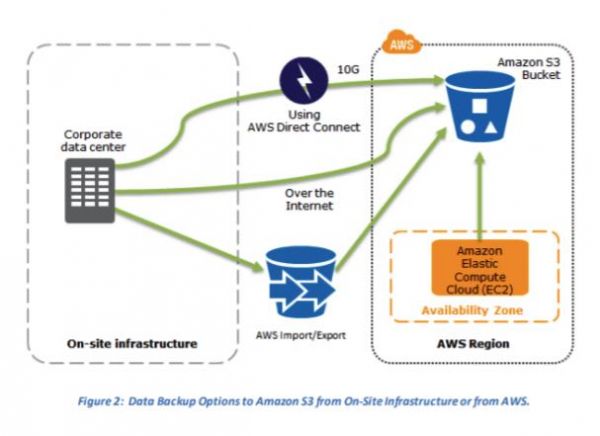 AWS
10G
Amazon S3
Bucket
Using
AWS Direct Connect
Corporate
data center
Over the
Internet
Amazon
Elastic
Compute
Cloud (EC2)
Availability Zone
AWS Import/Export
On-site infrastructure
AWS Region
Figure 2: Data Backup Options to Amazon S3 from On-Site Infrastructure or from AWS.